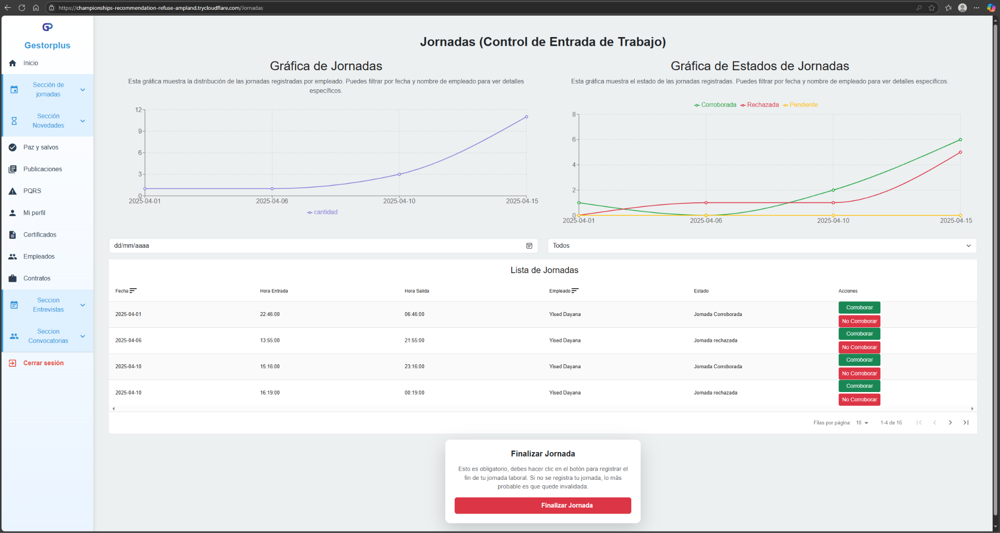 https://championships-recommendation-refuse-ampland.trycloudflare.com/Jornadas
GP
Gestorplus
Inicio
Sección de
jornadas
Sección
Novedades
Paz y salvos
Publicaciones
PQRS
Mi perfil
Certificados
Empleados
Contratos
Seccion
Entrevistas
Seccion
Convocatorias
Cerrar sesión
Jornadas (Control de Entrada de Trabajo)
Gráfica de Jornadas
Esta gráfica muestra la distribución de las jornadas registradas por empleado. Puedes filtrar por fecha y nombre de empleado para ver detalles
específicos.
12
9
6
3
0
2025-04-01 2025-04-06 2025-04-10 2025-04-15
cantidad
Gráfica de Estados de Jornadas
Esta gráfica muestra el estado de las jornadas registradas. Puedes filtrar por fecha y nombre de empleado para ver detalles específicos.
Corroborada Rechazada Pendiente
8
6
4
2
0
2025-04-01 2025-04-06 2025-04-10 2025-04-15
dd/mm/aaaa
Todos
Lista de Jornadas
Fecha Hora Entrada Hora Salida Empleado Estado Acciones
2025-04-01 22:46:00 06:46:00 Yised Dayana Jornada Corroborada Corroborar
No Corroborar
2025-04-06 13:55:00 21:55:00 Yised Dayana Jornada rechazada Corroborar
No Corroborar
2025-04-10 15:16:00 23:16:00 Yised Dayana Jornada Corroborada Corroborar
No Corroborar
2025-04-10 16:19:00 00:19:00 Yised Dayana Jornada rechazada Corroborar
No Corroborar
Filas por página: 10 1-4 de 16
Finalizar Jornada
Esto es obligatorio, debes hacer clic en el botón para registrar el
fin de tu jornada laboral. Si no se registra tu jornada, lo más
probable es que quede invalidada.
Finalizar Jornada